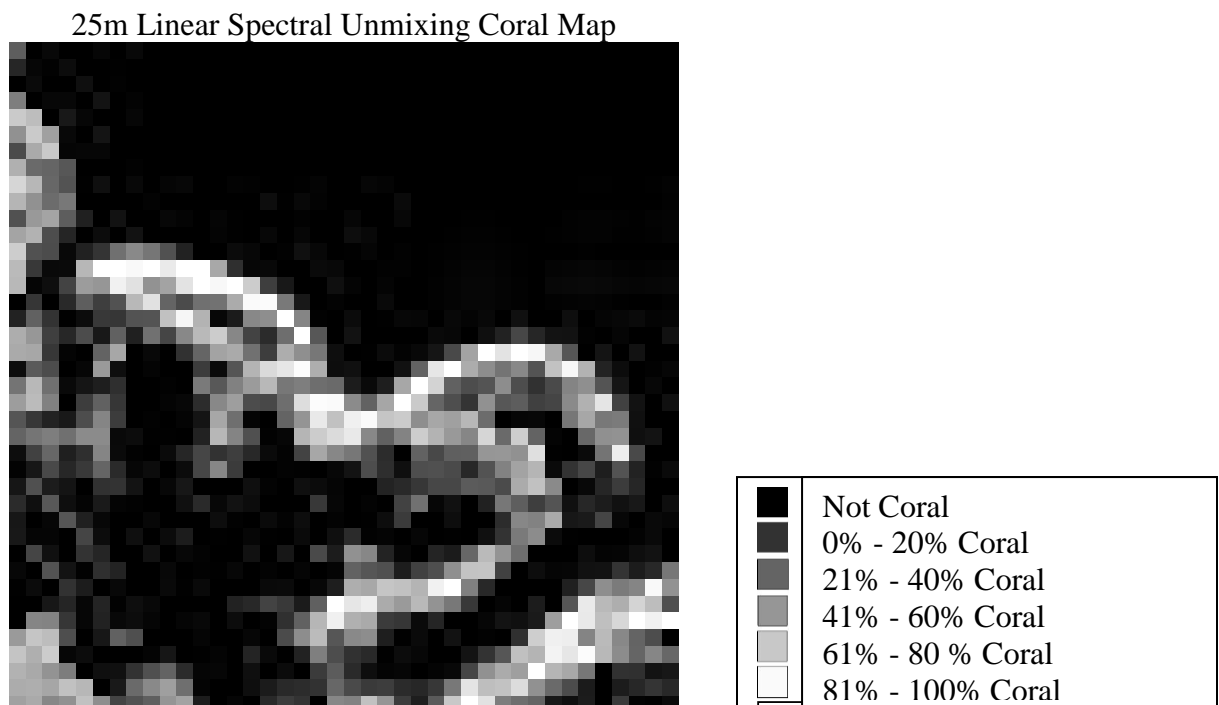 25m Linear Spectral Unmixing Coral Map
Not Coral
0% - 20% Coral
21% - 40% Coral
41% - 60% Coral
61% - 80 % Coral
81% - 100% Coral